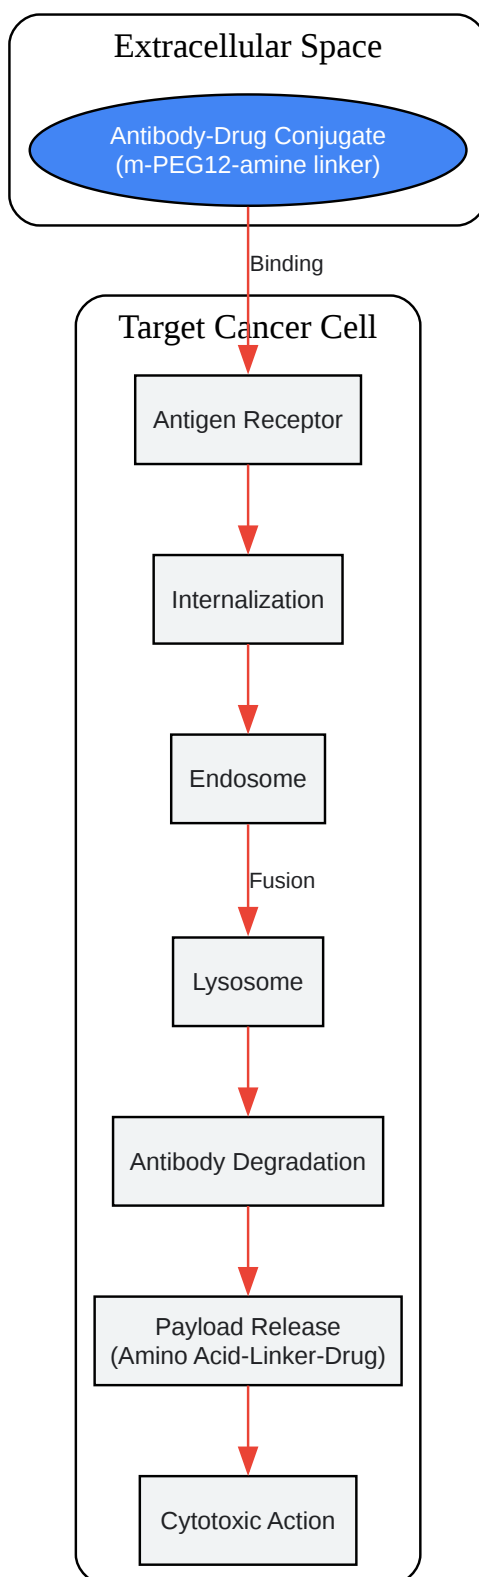 Extracellular Space
Antibody-Drug Conjugate
(m-PEG12-amine linker)
Binding
Target Cancer Cell
Antigen Receptor
Internalization
Endosome
Fusion
Lysosome
Antibody Degradation
Payload Release
(Amino Acid-Linker-Drug)
Cytotoxic Action